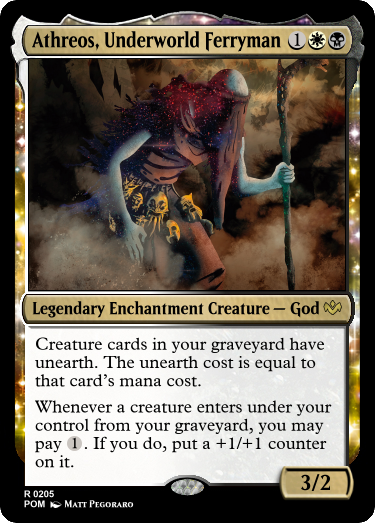 Athreos, Underworld Ferryman 1
Legendary Enchantment Creature — God
Creature cards in your graveyard have
unearth. The unearth cost is equal to
that card's mana cost.
Whenever a creature enters under your
control from your graveyard, you may
pay 1. If you do, put a +1/+1 counter
on it.
3/2
R 0205
POM Matt Pegoraro